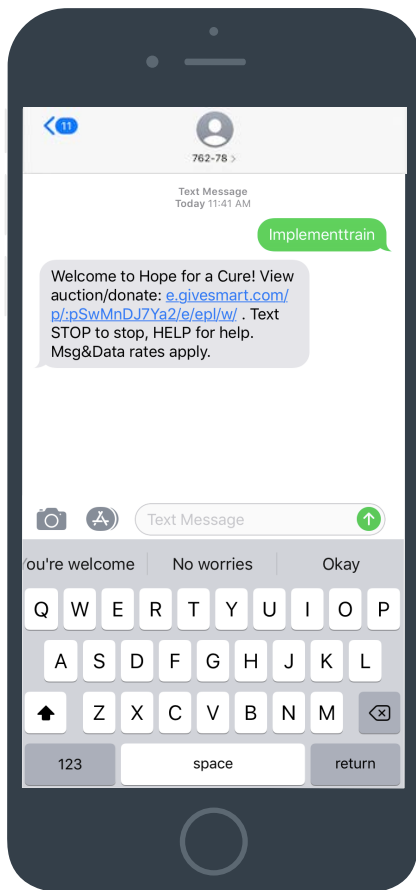 11
762-78 >
Text Message
Today 11:41 AM
Implementtrain
Welcome to Hope for a Cure! View
auction/donate: e.givesmart.com/
p/:pSwMnDJ7Ya2/e/epl/w/ . Text
STOP to stop, HELP for help.
Msg&Data rates apply.
Text Message
You're welcome No worries Okay
Q W E R T Y U I O P
A S D F G H J K L
Z X C V B N M
123 space return